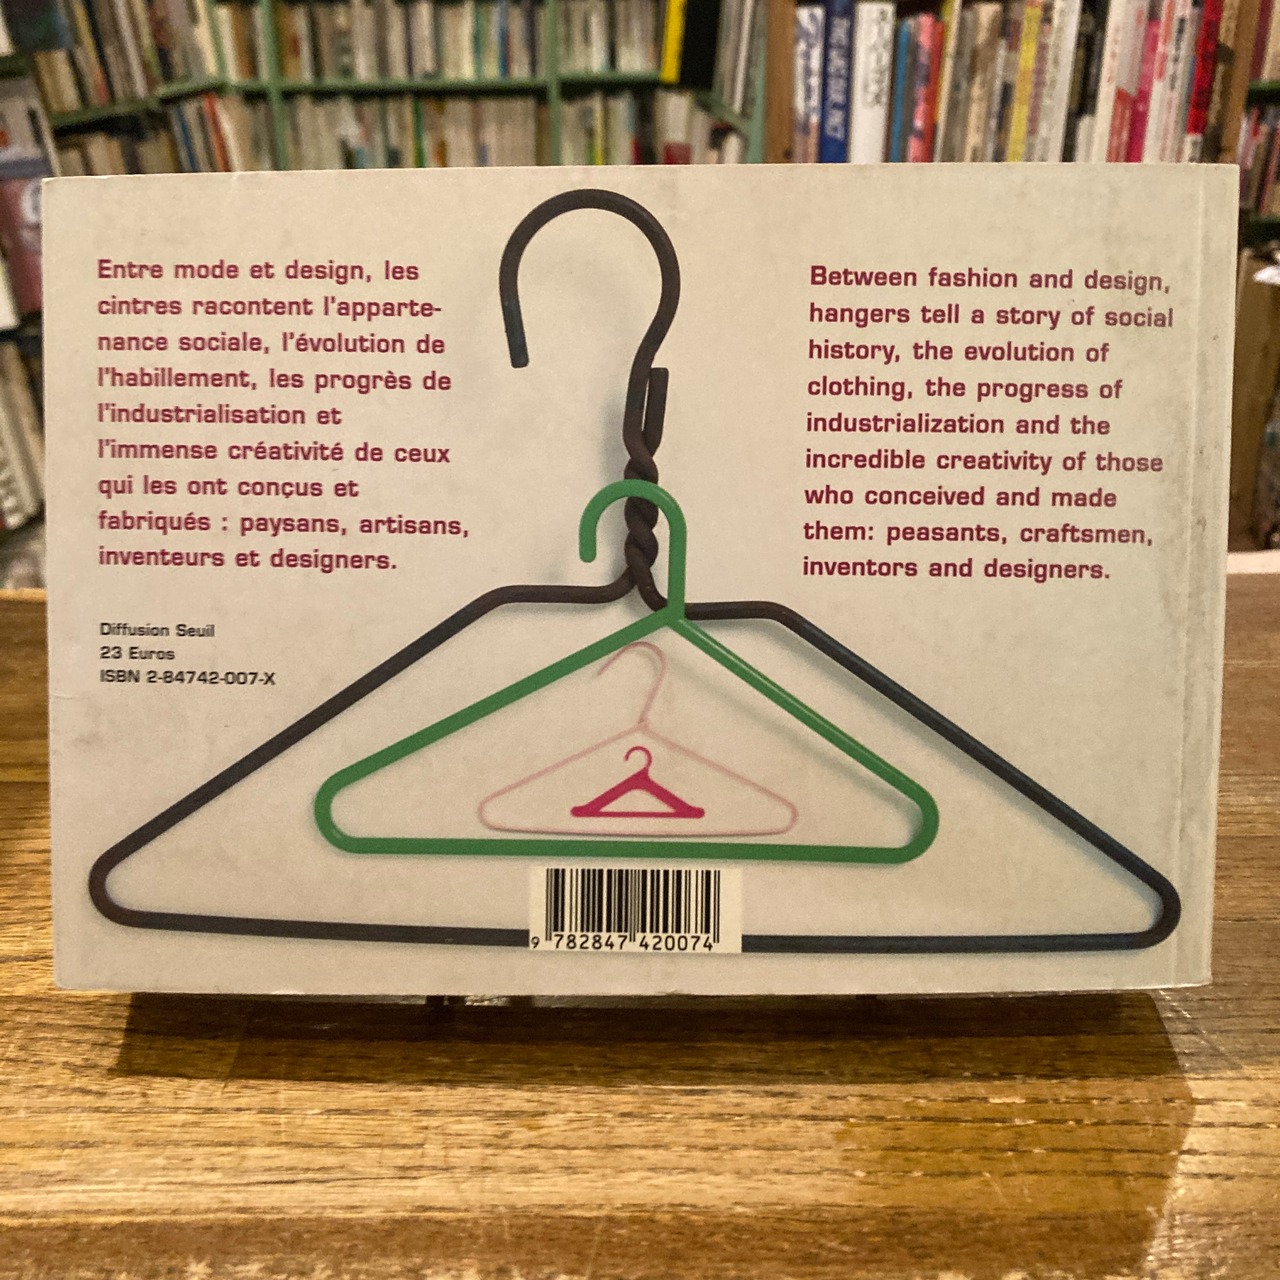 Entre mode et design, les
cintres racontent l'apparte-
nance sociale, l'évolution de
l'habillement, les progrès de
l'industrialisation et
l'immense créativité de ceux
qui les ont conçus et
fabriqués : paysans, artisans,
inventeurs et designers.
Diffusion Seuil
23 Euros
ISBN 2-84742-007-X
Between fashion and design,
hangers tell a story of social
history, the evolution of
clothing, the progress of
industrialization and the
incredible creativity of those
who conceived and made
them: peasants, craftsmen,
inventors and designers.
9 782847 420074